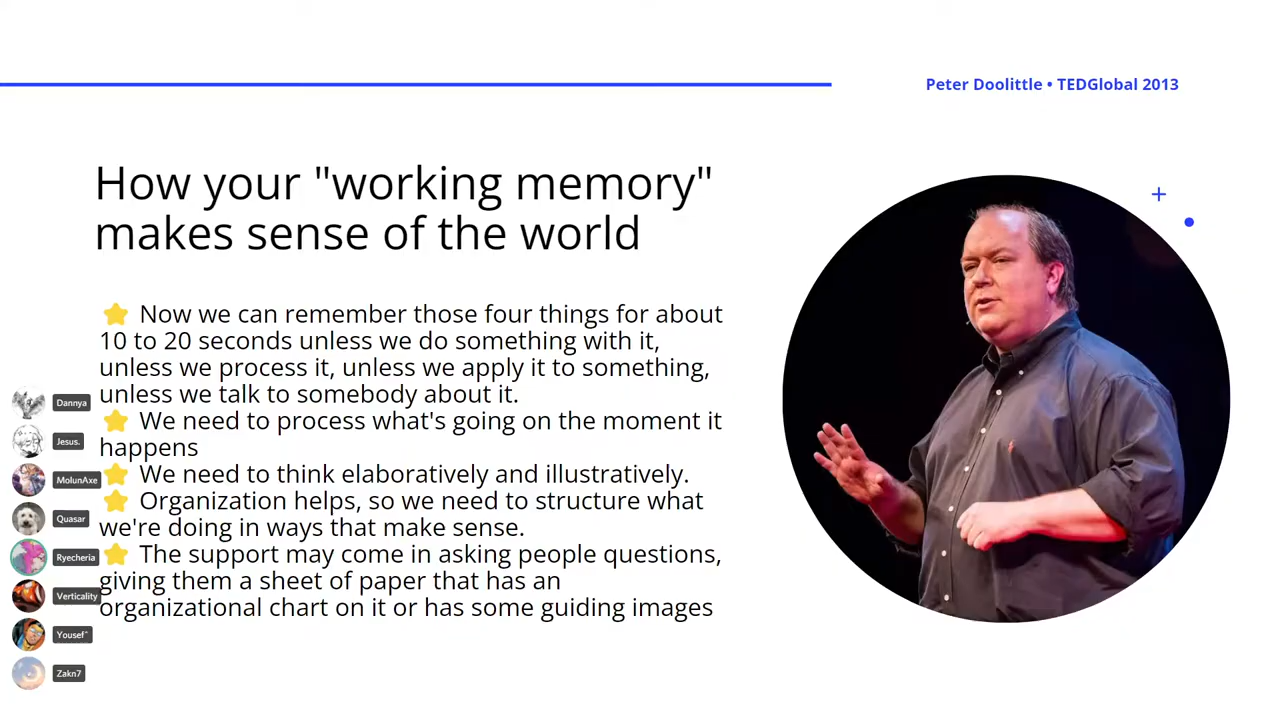 Peter Doolittle • TEDGlobal 2013
How your "working memory"
makes sense of the world
⭐ Now we can remember those four things for about
10 to 20 seconds unless we do something with it,
unless we process it, unless we apply it to something,
unless we talk to somebody about it.
⭐ We need to process what's going on the moment it
happens
⭐ We need to think elaboratively and illustratively.
⭐ Organization helps, so we need to structure what
we're doing in ways that make sense.
⭐ The support may come in asking people questions,
giving them a sheet of paper that has an
organizational chart on it or has some guiding images
Dannya
Jesus.
MolunAxe
Quasar
Ryecheria
Verticality
Yousef"
Zakn7